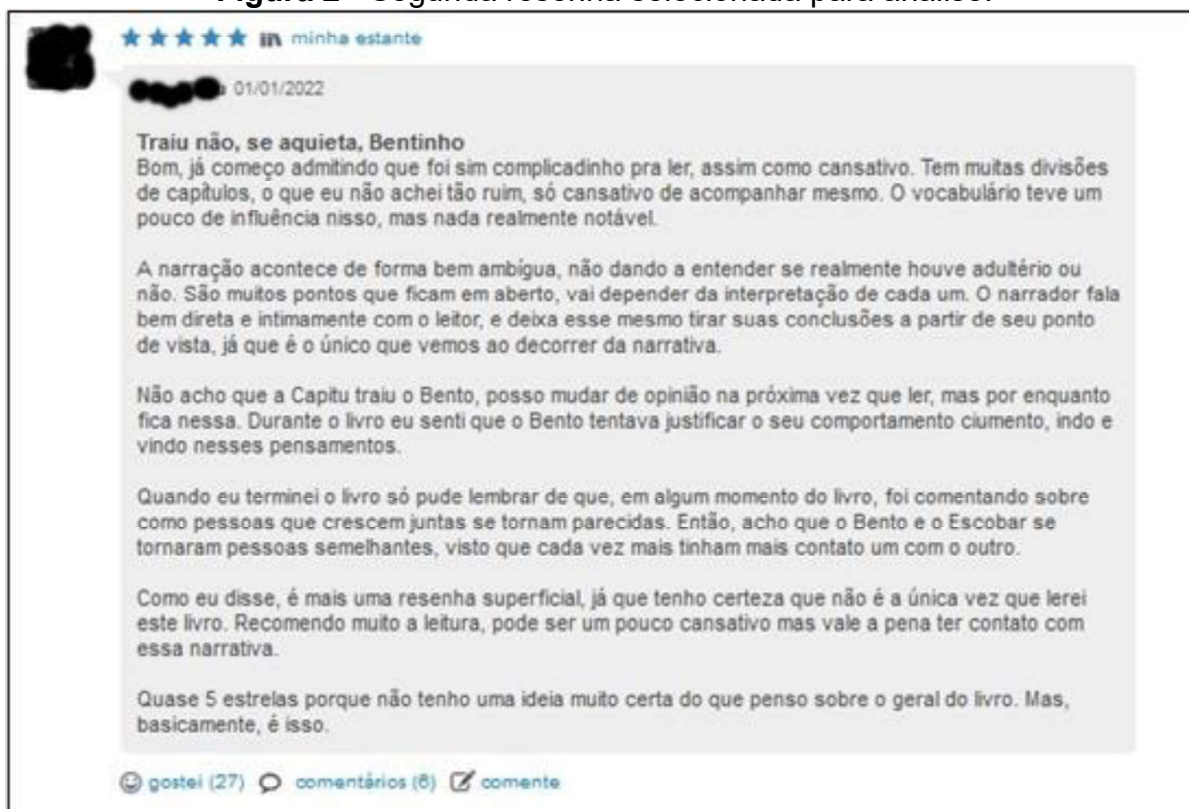 Figura 2 - Segunda resenha selecionada para análise.
minha estante
01/01/2022
Traiu não, se aquieta, Bentinho
Bom, já começo admitindo que foi sim complicadinho pra ler, assim como cansativo. Tem muitas divisões
de capítulos, o que eu não achei tão ruim, só cansativo de acompanhar mesmo. O vocabulário teve um
pouco de influência nisso, mas nada realmente notável.
A narração acontece de forma bem ambígua, não dando a entender se realmente houve adultério ou
não. São muitos pontos que ficam em aberto, vai depender da interpretação de cada um. O narrador fala
bem direta e intimamente com o leitor, e deixa esse mesmo tirar suas conclusões a partir de seu ponto
de vista, já que é o único que vemos ao decorrer da narrativa.
Não acho que a Capitu traiu o Bento, posso mudar de opinião na próxima vez que ler, mas por enquanto
fica nessa. Durante o livro eu senti que o Bento tentava justificar o seu comportamento ciumento, indo e
vindo nesses pensamentos.
Quando eu terminei o livro só pude lembrar de que, em algum momento do livro, foi comentando sobre
como pessoas que crescem juntas se tornam parecidas. Então, acho que o Bento e o Escobar se
tornaram pessoas semelhantes, visto que cada vez mais tinham mais contato um com o outro.
Como eu disse, é mais uma resenha superficial, já que tenho certeza que não é a única vez que lerei
este livro. Recomendo muito a leitura, pode ser um pouco cansativo mas vale a pena ter contato com
essa narrativa.
Quase 5 estrelas porque não tenho uma ideia muito certa do que penso sobre o geral do livro. Mas,
basicamente, é isso.
gostei (27) comentários (6) comente